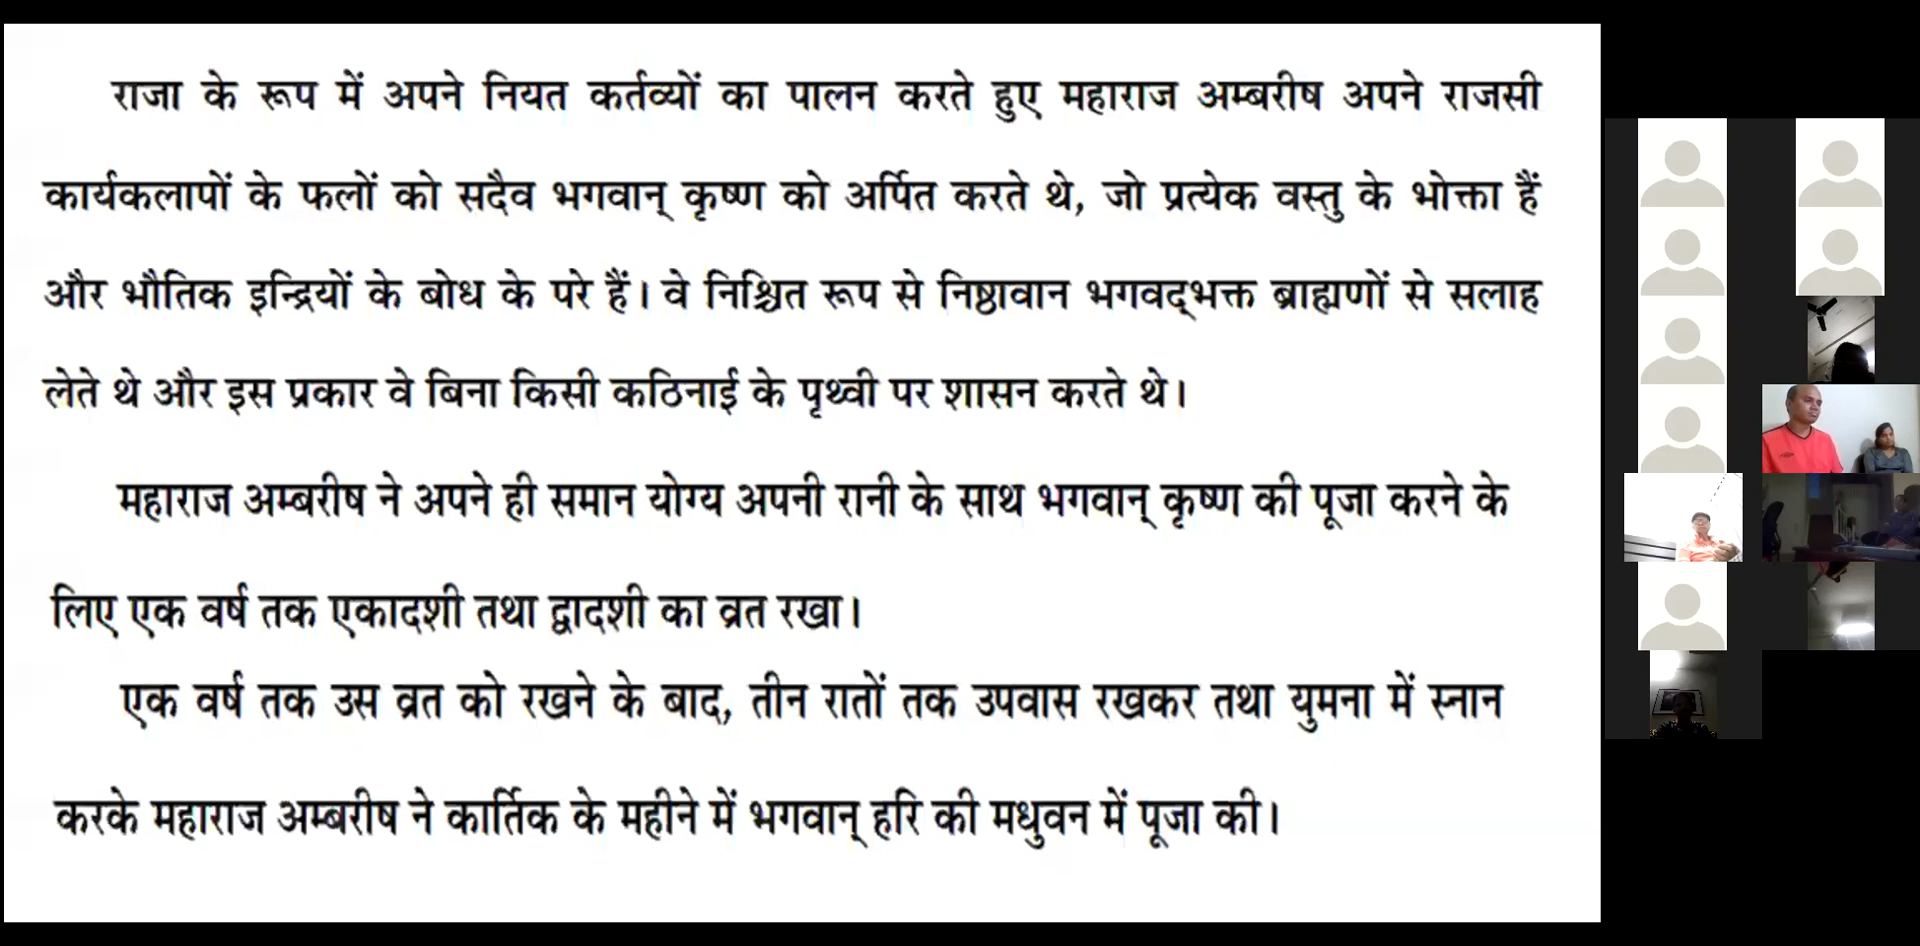 राजा के रूप में अपने नियत कर्तव्यों का पालन करते हुए महाराज अम्बरीष अपने राजसी
कार्यकलापों के फलों को सदैव भगवान् कृष्ण को अर्पित करते थे, जो प्रत्येक वस्तु के भोक्ता हैं
और भौतिक इन्द्रियों के बोध के परे हैं। वे निश्चित रूप से निष्ठावान भगवद्भक्त ब्राह्मणों से सलाह
लेते थे और इस प्रकार वे बिना किसी कठिनाई के पृथ्वी पर शासन करते थे।
महाराज अम्बरीष ने अपने ही समान योग्य अपनी रानी के साथ भगवान् कृष्ण की पूजा करने के
लिए एक वर्ष तक एकादशी तथा द्वादशी का व्रत रखा।
एक वर्ष तक उस व्रत को रखने के बाद, तीन रातों तक उपवास रखकर तथा युमना में स्नान
करके महाराज अम्बरीष ने कार्तिक के महीने में भगवान् हरि की मधुवन में पूजा की।